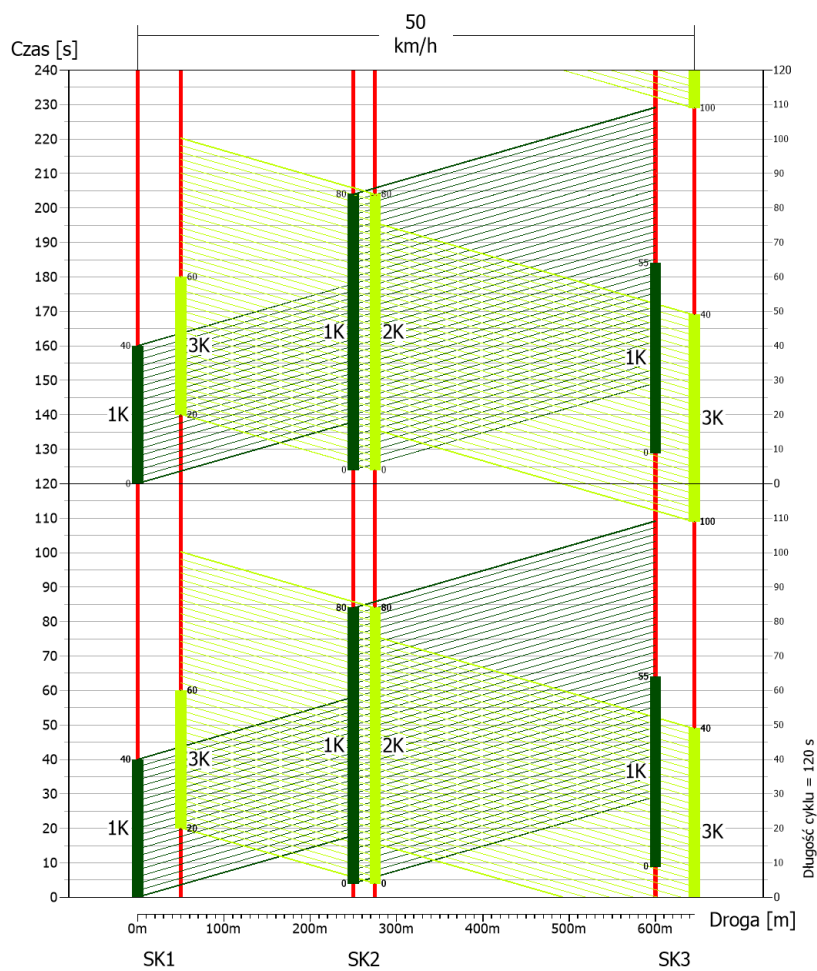 50
km/h
Czas [s]
240 120
230 110
100
220 100
210 90
80 80
200 80
190 70
60 55
180 60
170 50
40
1K 2K
40 3K
160 40
1K
150 30
1K 3K
140 20 20
130 10
0 0 0
120 0 0
110 110
100
100 100
90 90
80 80
80 80
70 70
60 55
60 60
50 50
40
1K 2K
40 3K
40 40
1K
30 30
1K 3K
20 20 20
10 10
0 0 0
0 0
Długość cyklu = 120 s
0m 100m 200m 300m 400m 500m 600m Droga [m]
SK1 SK2 SK3